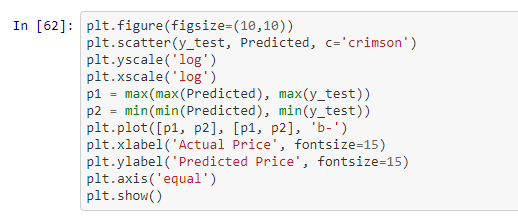 In [62]: plt.figure(figsize=(10,10))
plt.scatter(y_test, Predicted, c='crimson')
plt.yscale('log')
plt.xscale('log')
p1 = max(max(Predicted), max(y_test))
p2 = min(min(Predicted), min(y_test))
plt.plot([p1, p2], [p1, p2], 'b-')
plt.xlabel('Actual Price', fontsize=15)
plt.ylabel('Predicted Price', fontsize=15)
plt.axis('equal')
plt.show()